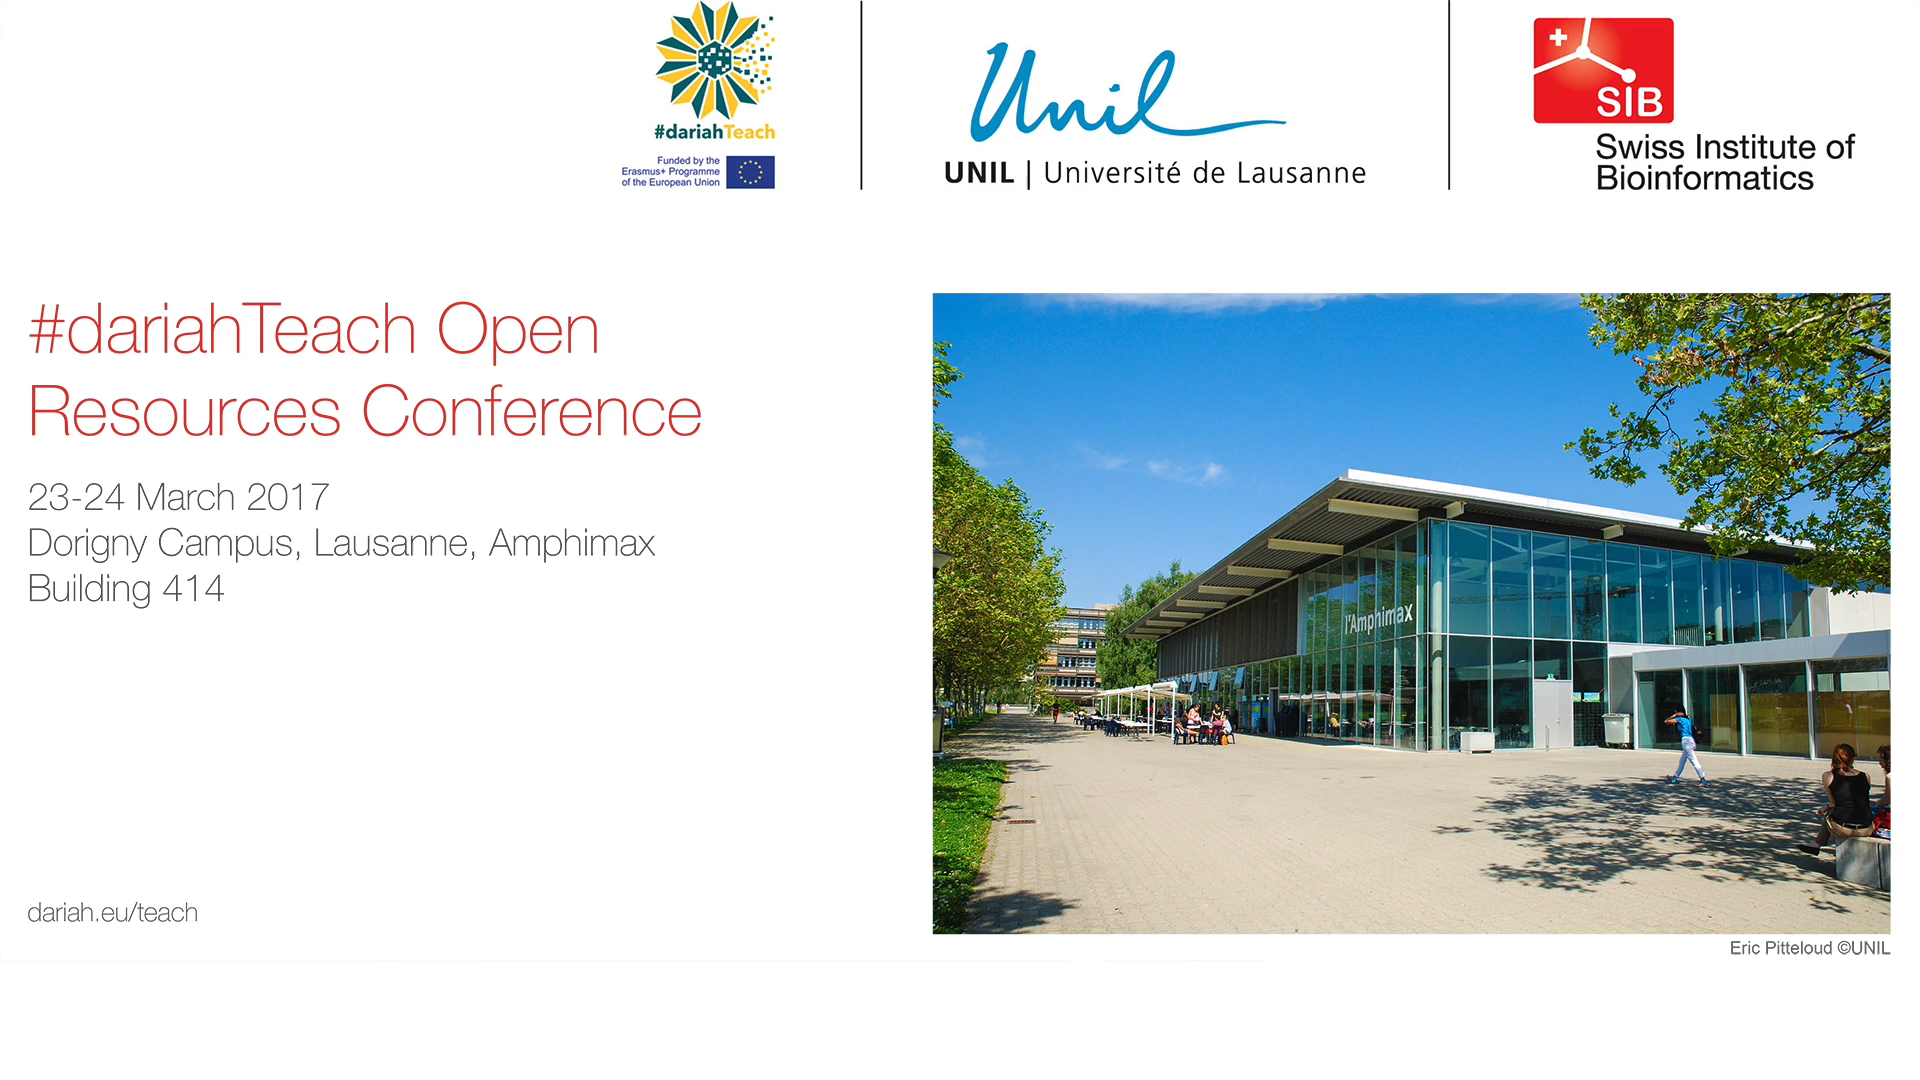 #dariahTeach
Funded by the
Erasmus+ Programme
of the European Union
Unil
UNIL | Université de Lausanne
SIB
Swiss Institute of
Bioinformatics
#dariahTeach Open
Resources Conference
23-24 March 2017
Dorigny Campus, Lausanne, Amphimax
Building 414
l'Amphimax
dariah.eu/teach
Eric Pitteloud ©UNIL